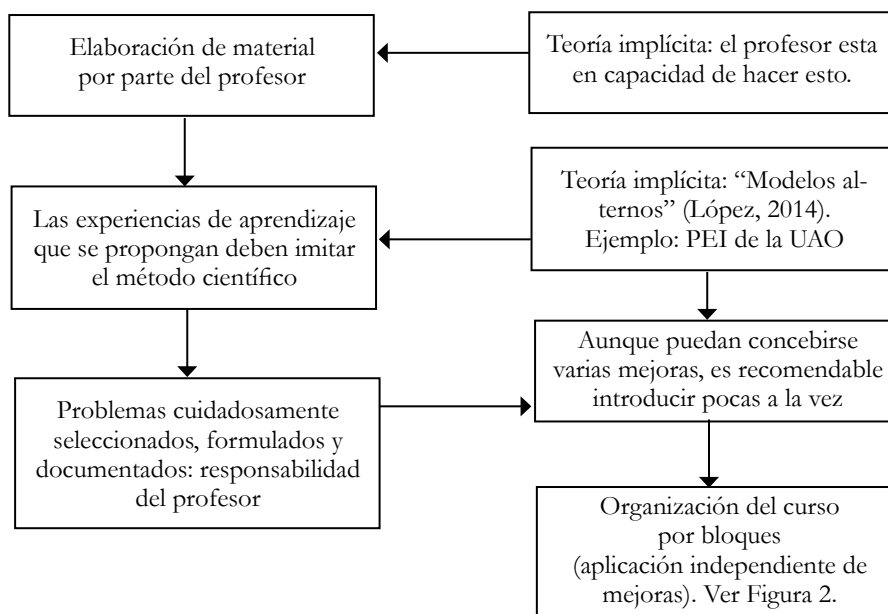 Elaboración de material
por parte del profesor
Teoría implícita: el profesor esta
en capacidad de hacer esto.
Las experiencias de aprendizaje
que se propongan deben imitar
el método científico
Teoría implícita: “Modelos al-
ternos” (López, 2014).
Ejemplo: PEI de la UAO
Problemas cuidadosamente
seleccionados, formulados y
documentados: responsabilidad
del profesor
Aunque puedan concebirse
varias mejoras, es recomendable
introducir pocas a la vez
Organización del curso
por bloques
(aplicación independiente de
mejoras). Ver Figura 2.